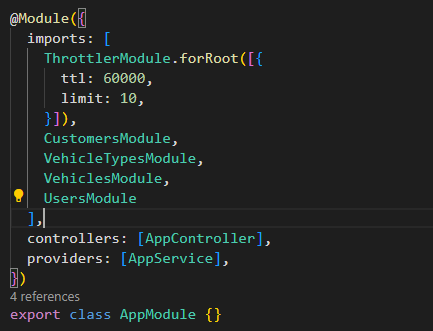 @Module({
  imports: [
    ThrottlerModule.forRoot([{
      ttl: 60000,
      limit: 10,
    }]),
    CustomersModule,
    VehicleTypesModule,
    VehiclesModule,
    UsersModule
  ],
  controllers: [AppController],
  providers: [AppService],
})
4 references
export class AppModule {}